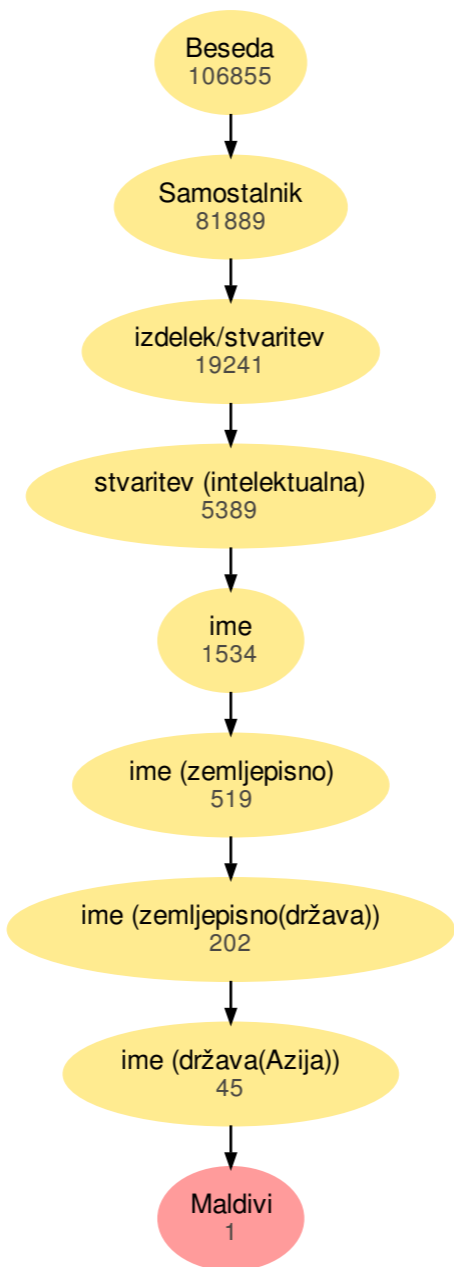 Beseda
106855
Samostalnik
81889
izdelek/stvaritev
19241
stvaritev (intelektualna)
5389
ime
1534
ime (zemljepisno)
519
ime (zemljepisno(država))
202
ime (država(Azija))
45
Maldivi
1